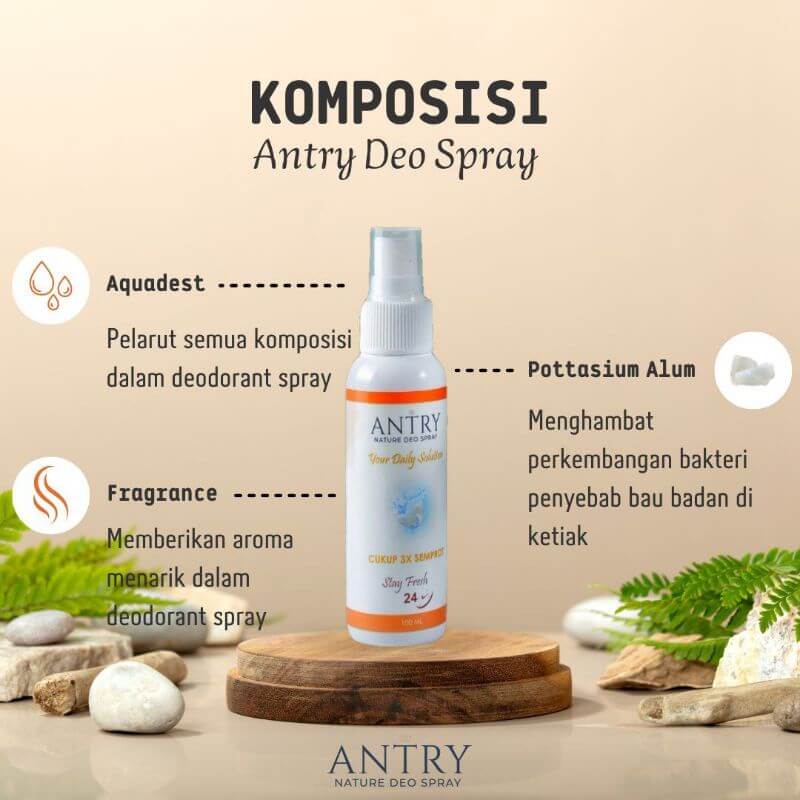 KOMPOSISI
Antry Deo Spray
Aquadest
Pelarut semua komposisi
dalam deodorant spray
Pottasium Alum
Menghambat
perkembangan bakteri
penyebab bau badan di
ketiak
Fragrance
Memberikan aroma
menarik dalam
deodorant spray
ANTRY
NATURE DEO SPRAY
Your Daily Solution
CUKUP 3X SEMPROT
Stay Fresh
24
100 ML
ANTRY
NATURE DEO SPRAY